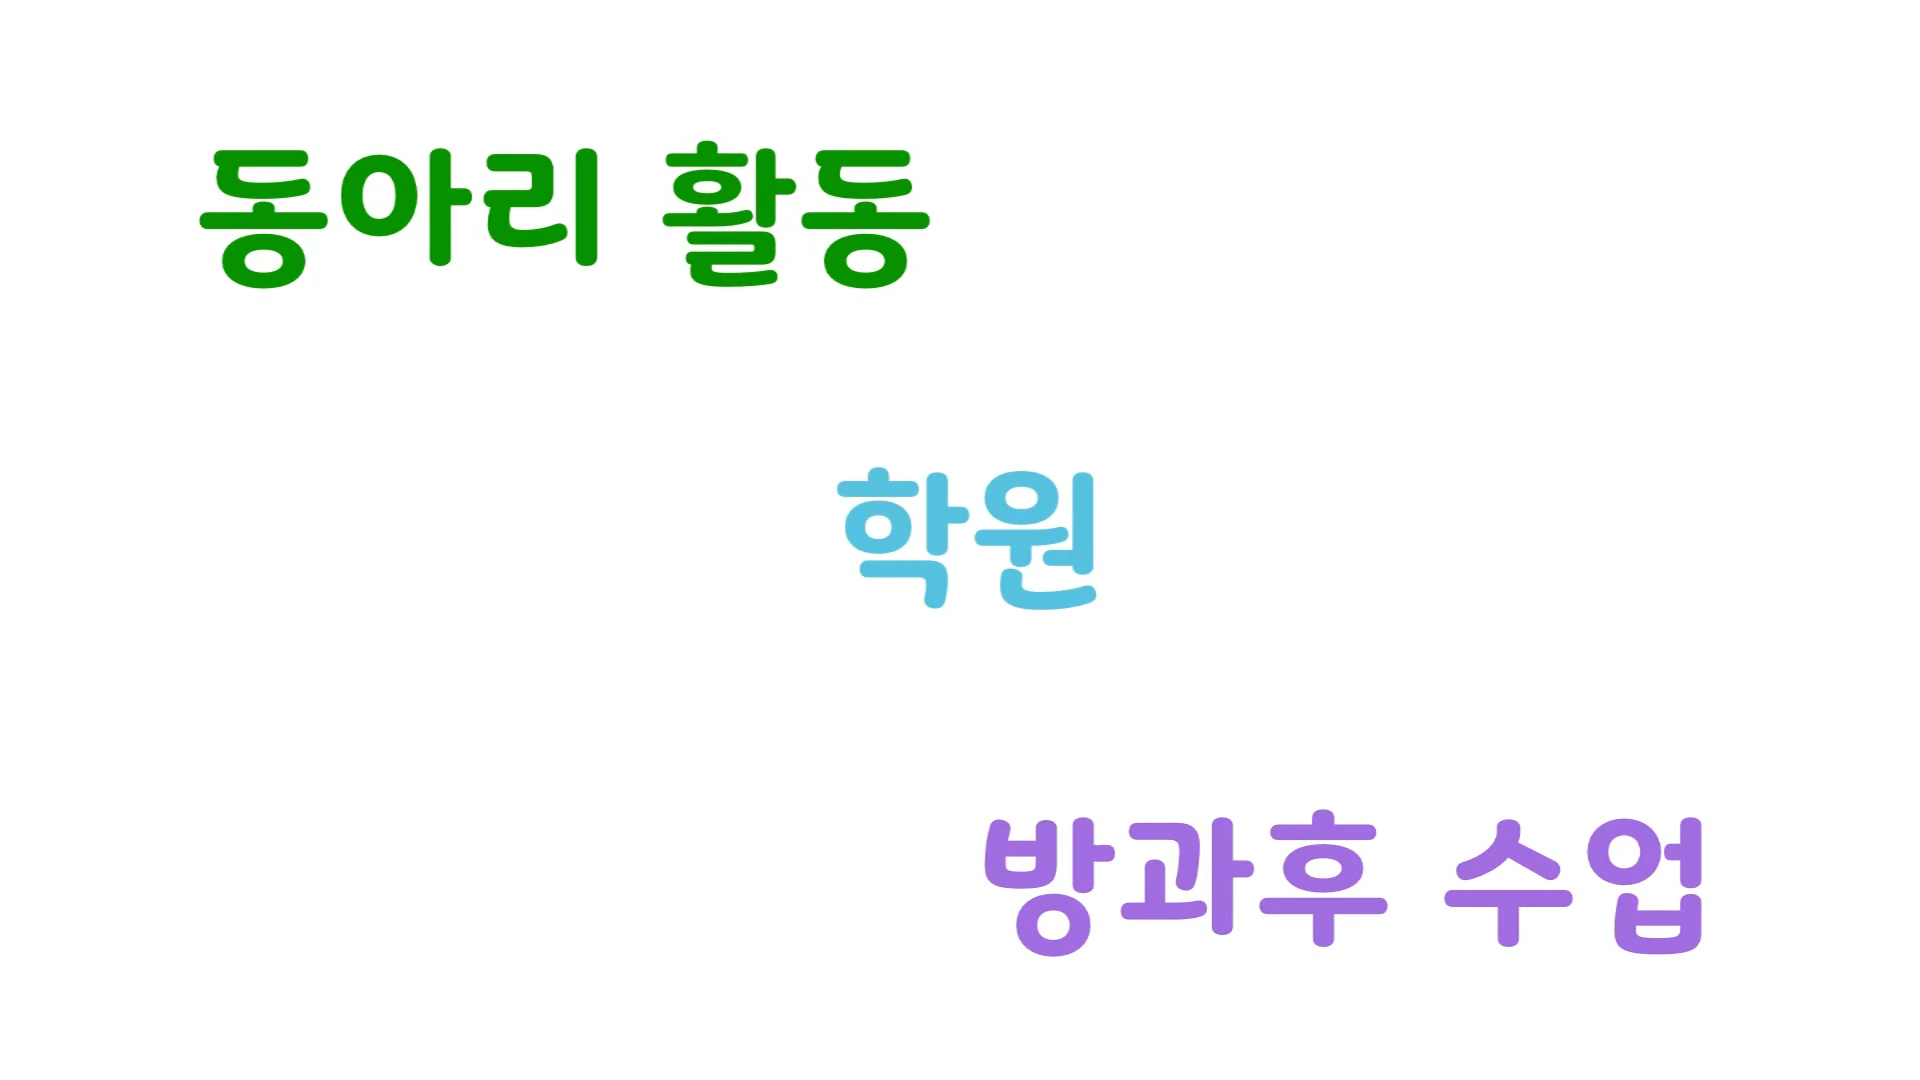 동아리 활동
학원
방과후 수업